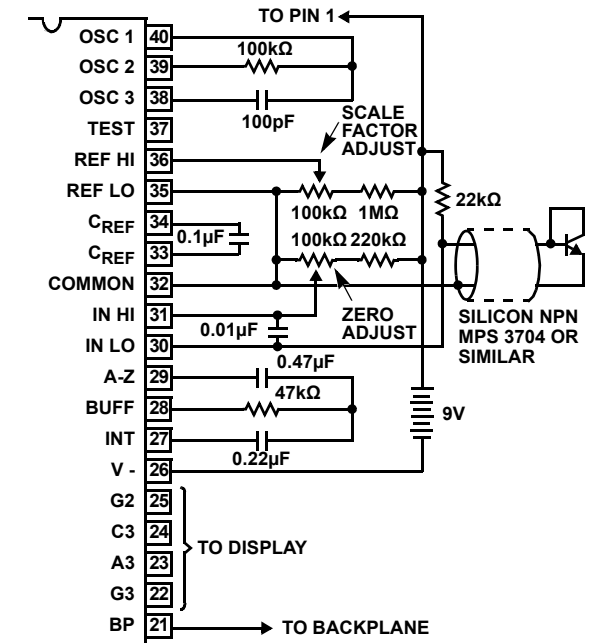 TO PIN 1
OSC 1 40
100kΩ
OSC 2 39
OSC 3 38
100pF
TEST 37
SCALE
FACTOR
ADJUST
REF HI 36
REF LO 35
100kΩ 1MΩ
22kΩ
CREF 34
0.1µF
100kΩ 220kΩ
CREF 33
COMMON 32
IN HI 31
ZERO
ADJUST
0.01µF
SILICON NPN
MPS 3704 OR
SIMILAR
IN LO 30
0.47µF
A-Z 29
47kΩ
BUFF 28
9V
INT 27
0.22µF
V - 26
G2 25
C3 24
TO DISPLAY
A3 23
G3 22
BP 21
TO BACKPLANE